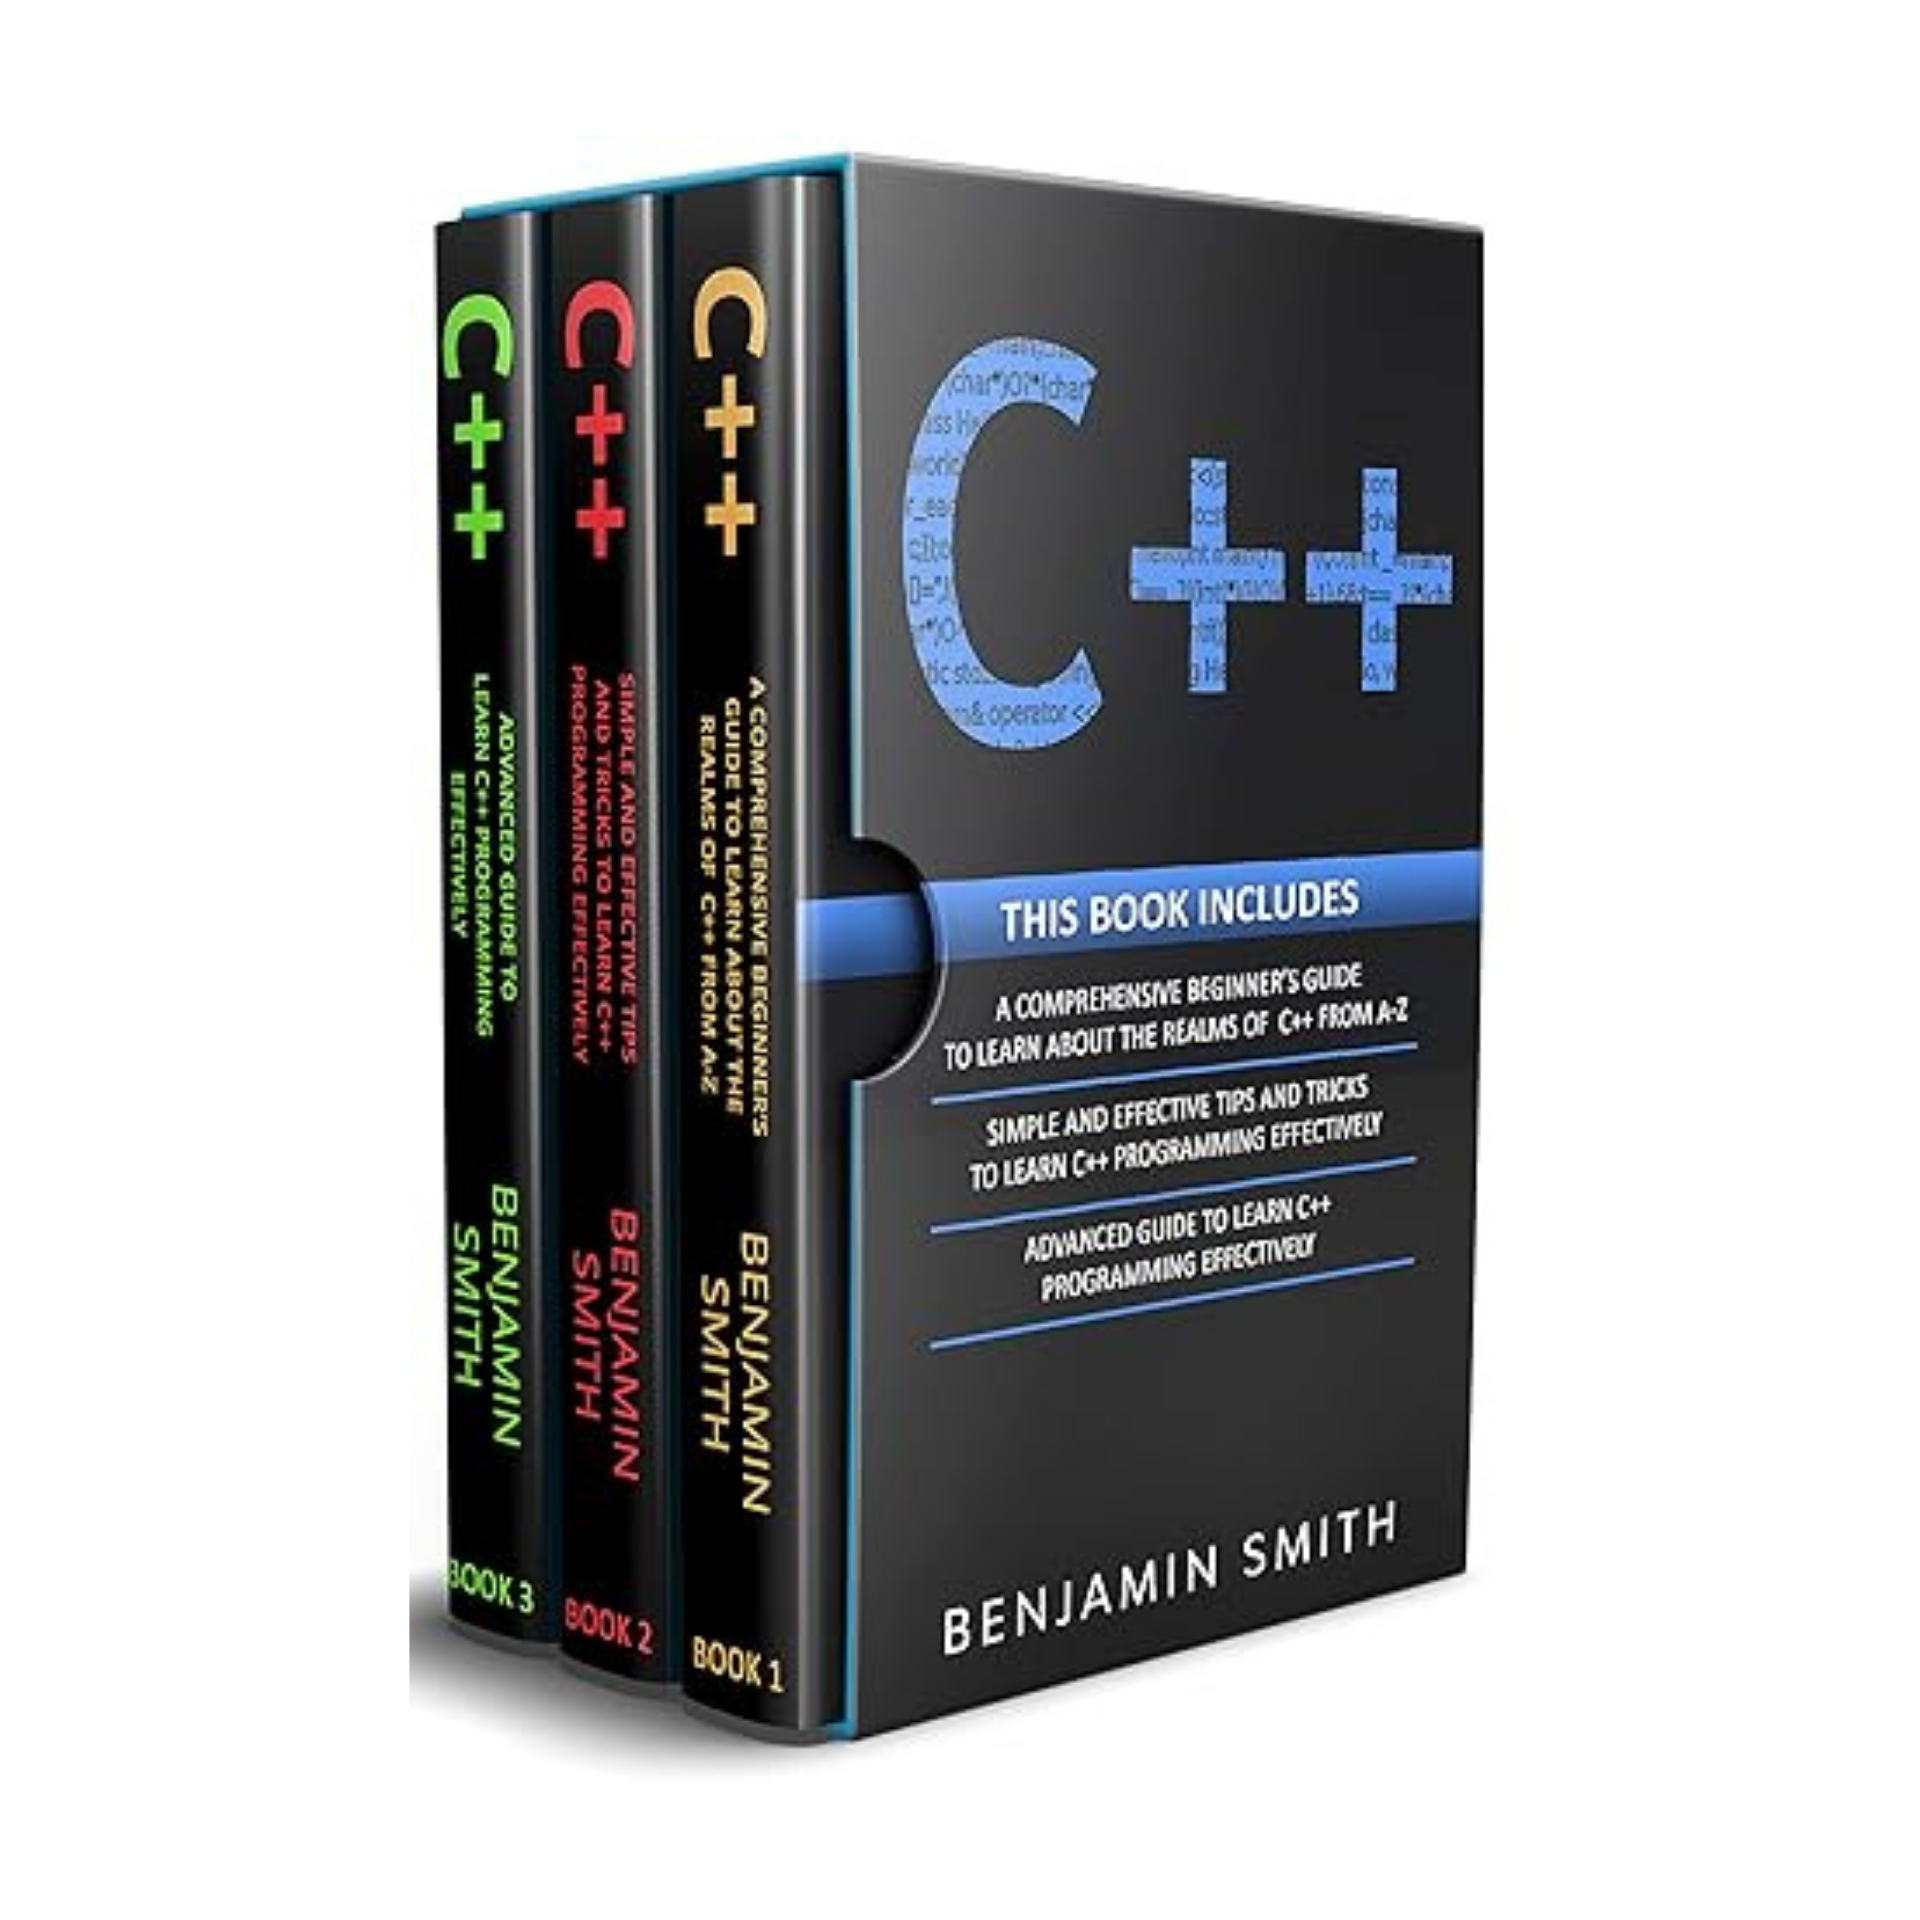 C++
ADVANCED GUIDE TO
LEARN C++ PROGRAMMING
EFFECTIVELY
BENJAMIN
SMITH
BOOK 3
C++
SIMPLE AND EFFECTIVE TIPS
AND TRICKS TO LEARN C++
PROGRAMMING EFFECTIVELY
BENJAMIN
SMITH
BOOK 2
C++
A COMPREHENSIVE BEGINNER'S
GUIDE TO LEARN ABOUT THE
REALMS OF C++ FROM A-Z
BENJAMIN
SMITH
BOOK 1
C++
THIS BOOK INCLUDES
A COMPREHENSIVE BEGINNER'S GUIDE
TO LEARN ABOUT THE REALMS OF C++ FROM A-Z
SIMPLE AND EFFECTIVE TIPS AND TRICKS
TO LEARN C++ PROGRAMMING EFFECTIVELY
ADVANCED GUIDE TO LEARN C++
PROGRAMMING EFFECTIVELY
BENJAMIN SMITH